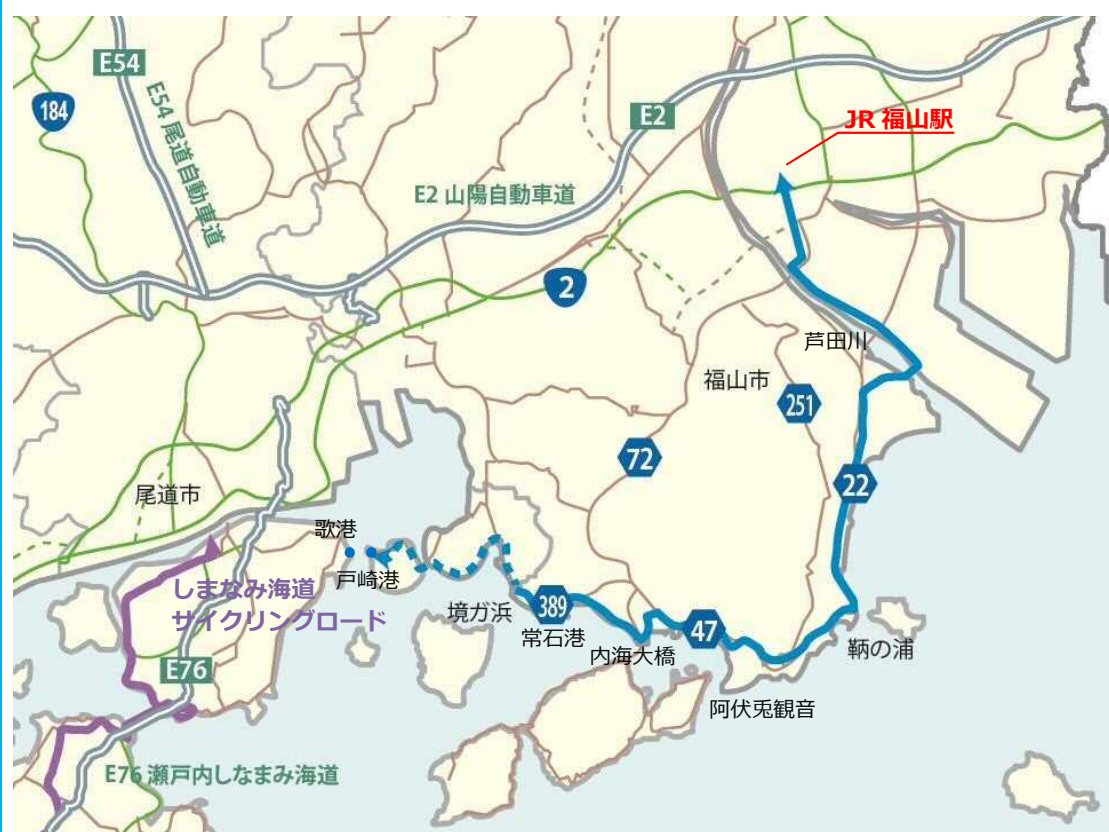 E54
184
E54 尾道自動車道
E2
JR 福山駅
E2 山陽自動車道
2
芦田川
福山市
251
72
22
尾道市
歌港
戸崎港
しまなみ海道
サイクリングロード
境ガ浜
389
常石港
47
内海大橋
鞆の浦
E76
阿伏兎観音
E76 瀬戸内しなまみ海道